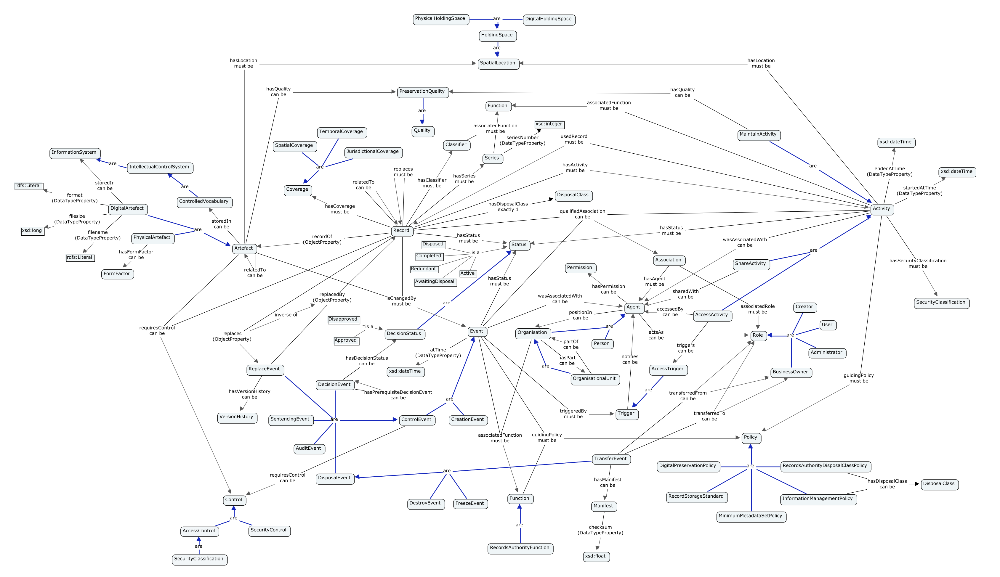 PhysicalHoldingSpace
are
DigitalHoldingSpace
HoldingSpace
are
hasLocation
must be
SpatialLocation
hasLocation
must be
hasQuality
can be
PreservationQuality
hasQuality
can be
Function
associatedFunction
must be
are
Quality
xsd:integer
associatedFunction
must be
seriesNumber
(DataTypeProperty)
usedRecord
must be
TemporalCoverage
SpatialCoverage
JurisdictionalCoverage
are
Coverage
Classifier
Series
MaintainActivity
are
xsd:dateTime
endedAtTime
(DataTypeProperty)
xsd:dateTime
startedAtTime
(DataTypeProperty)
InformationSystem
are
IntellectualControlSystem
are
ControlledVocabulary
rdfs:Literal
storedIn
can be
format
(DataTypeProperty)
DigitalArtefact
filesize
(DataTypeProperty)
xsd:long
filename
(DataTypeProperty)
rdfs:Literal
are
PhysicalArtefact
hasFormFactor
can be
FormFactor
storedIn
can be
Artefact
relatedTo
can be
relatedTo
can be
replaces
must be
hasClassifier
must be
hasSeries
must be
hasActivity
must be
hasCoverage
must be
hasDisposalClass
exactly 1
DisposalClass
qualifiedAssociation
can be
Activity
Record
recordOf
(ObjectProperty)
hasStatus
must be
Status
hasStatus
must be
Disposed
Completed
Redundant
AwaitingDisposal
Active
is a
hasStatus
must be
wasAssociatedWith
can be
are
ShareActivity
Association
Permission
hasPermission
can be
hasAgent
must be
sharedWith
can be
hasSecurityClassification
must be
SecurityClassification
replacedBy
(ObjectProperty)
isChangedBy
must be
are
wasAssociatedWith
can be
Agent
accessedBy
can be
AccessActivity
associatedRole
must be
Creator
User
inverse of
positionIn
can be
requiresControl
can be
replaces
(ObjectProperty)
Disapproved
is a
Approved
DecisionStatus
Event
Organisation
are
Person
actsAs
can be
Role
are
Administrator
BusinessOwner
partOf
can be
hasPart
can be
are
OrganisationalUnit
triggers
can be
AccessTrigger
are
notifies
can be
Trigger
atTime
(DataTypeProperty)
xsd:dateTime
hasDecisionStatus
can be
ReplaceEvent
DecisionEvent
hasPrerequisiteDecisionEvent
can be
hasVersionHistory
can be
VersionHistory
SentencingEvent
are
ControlEvent
are
CreationEvent
AuditEvent
triggeredBy
must be
transferredFrom
can be
transferredTo
can be
guidingPolicy
must be
associatedFunction
must be
guidingPolicy
must be
Policy
requiresControl
can be
DisposalEvent
are
TransferEvent
DestroyEvent
FreezeEvent
hasManifest
can be
Manifest
checksum
(DataTypeProperty)
xsd:float
Function
are
RecordsAuthorityFunction
DigitalPreservationPolicy
are
RecordsAuthorityDisposalClassPolicy
hasDisposalClass
can be
DisposalClass
RecordStorageStandard
InformationManagementPolicy
MinimumMetadataSetPolicy
Control
are
AccessControl
SecurityControl
are
SecurityClassification